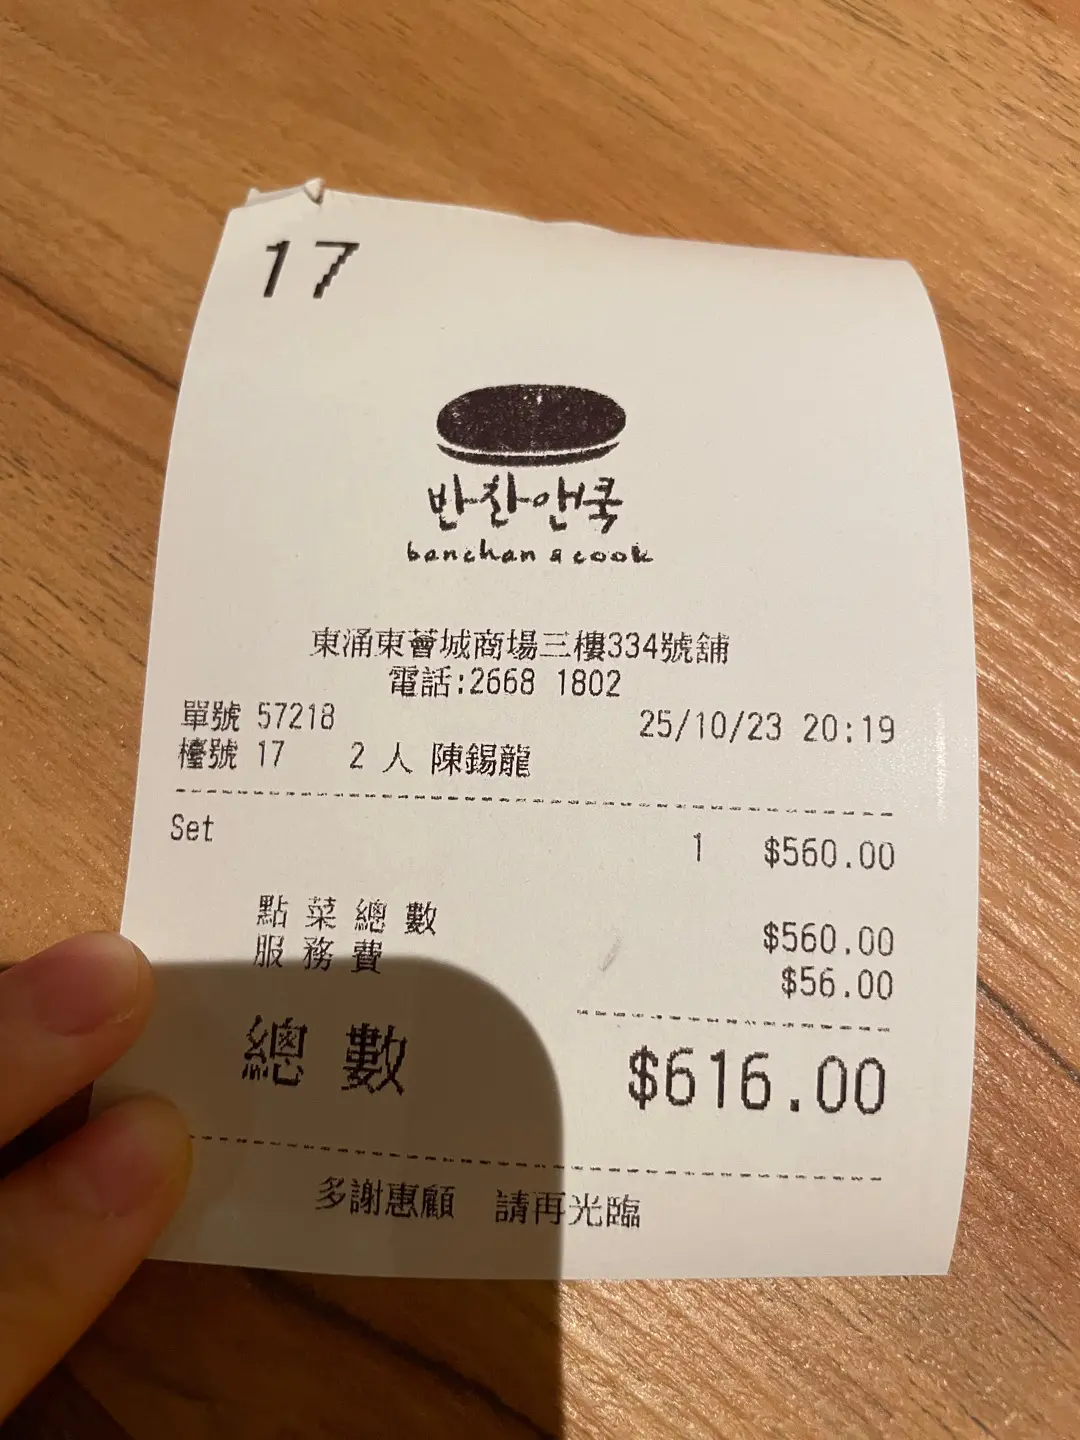 17
반찬앤쿡
banchan & cook
東涌東薈城商場三樓334號舖
電話:2668 1802
單號 57218 25/10/23 20:19
檯號 17 2 人 陳錫龍
Set 1 $560.00
點菜總數 $560.00
服務費 $56.00
總數 $616.00
多謝惠顧 請再光臨